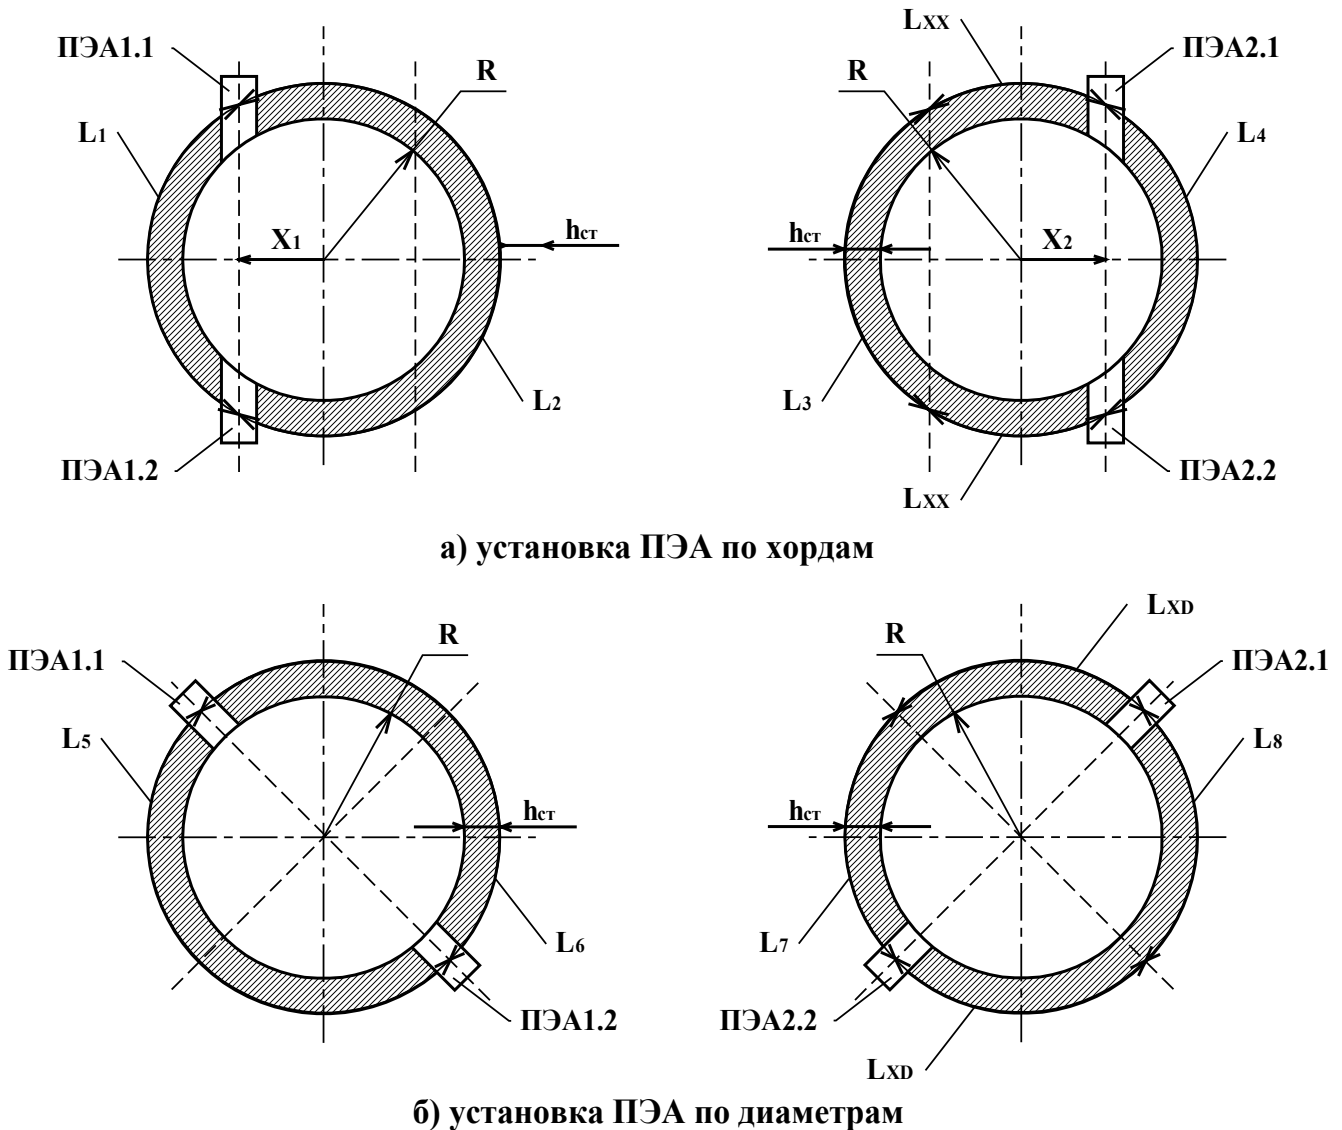 ПЭА1.1
R
L1
X1
hст
L2
ПЭА1.2
Lxx
ПЭА2.1
R
L4
hст
X2
L3
ПЭА2.2
Lxx
а) установка ПЭА по хордам
ПЭА1.1
R
L5
hст
L6
ПЭА1.2
LXD
R
ПЭА2.1
L8
hст
L7
ПЭА2.2
LXD
б) установка ПЭА по диаметрам